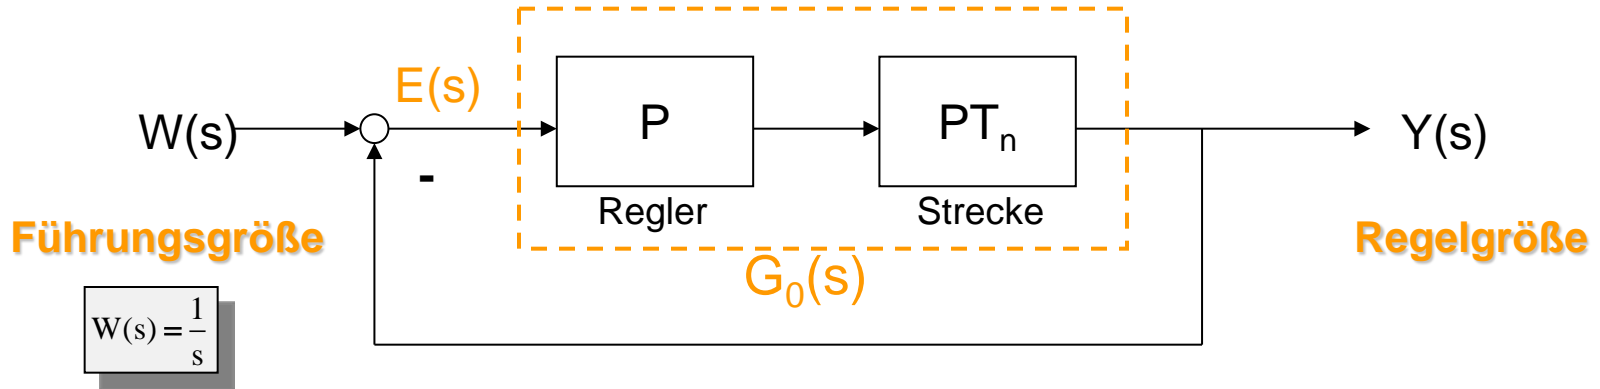 E(s)
W(s)
P
PTₙ
Y(s)
-
Regler
Strecke
Führungsgröße
Regelgröße
G₀(s)
W(s) = 1/s